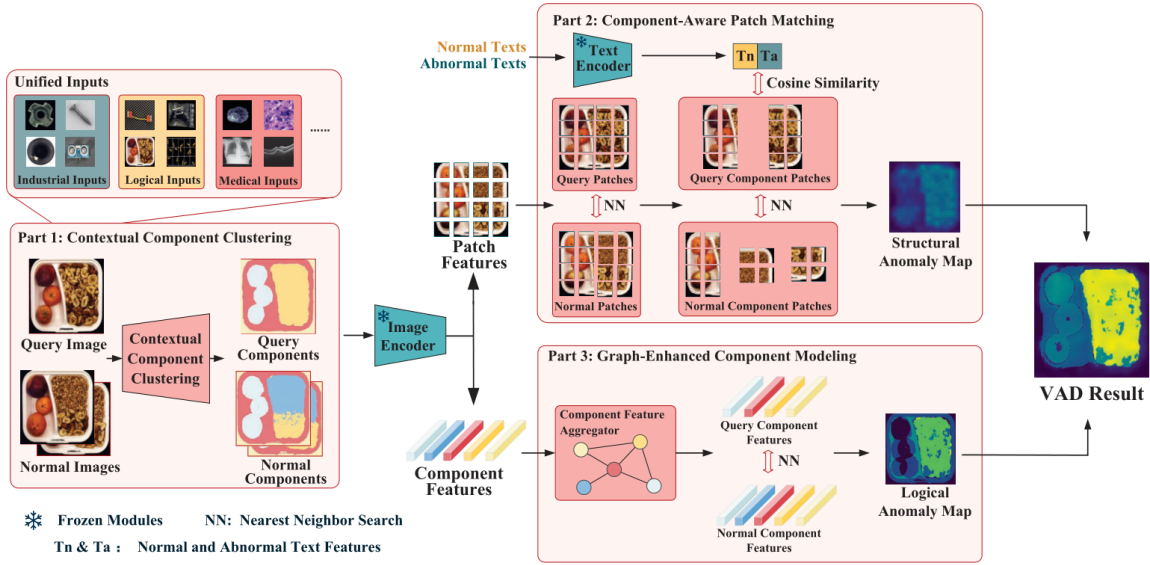 Unified Inputs
Industrial Inputs
Logical Inputs
Medical Inputs
......
Part 1: Contextual Component Clustering
Query Image
Normal Images
Contextual
Component
Clustering
Query
Components
Normal
Components
Image
Encoder
Patch
Features
Component
Features
Part 2: Component-Aware Patch Matching
Normal Texts
Abnormal Texts
Text
Encoder
Tn Ta
Cosine Similarity
Query Patches
Query Component Patches
NN
NN
Normal Patches
Normal Component Patches
Structural
Anomaly Map
Part 3: Graph-Enhanced Component Modeling
Component Feature
Aggregator
Query Component
Features
NN
Normal Component
Features
Logical
Anomaly Map
VAD Result
Frozen Modules NN: Nearest Neighbor Search
Tn & Ta : Normal and Abnormal Text Features